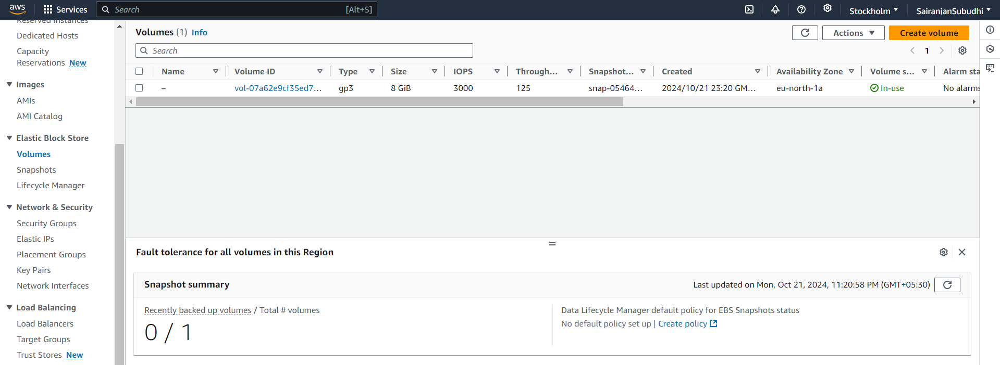 aws
Services
Search
[Alt+S]
Stockholm
SairanjanSubudhi
Reserved Instances
Dedicated Hosts
Capacity
Reservations New
Images
AMIs
AMI Catalog
Elastic Block Store
Volumes
Snapshots
Lifecycle Manager
Network & Security
Security Groups
Elastic IPs
Placement Groups
Key Pairs
Network Interfaces
Load Balancing
Load Balancers
Target Groups
Trust Stores New
Volumes (1) Info
Actions
Create volume
Search
1
Name Volume ID Type Size IOPS Through... Snapshot... Created Availability Zone Volume s... Alarm sta
– vol-07a62e9cf35ed7... gp3 8 GiB 3000 125 snap-05464... 2024/10/21 23:20 GM... eu-north-1a In-use No alarms
Fault tolerance for all volumes in this Region
Snapshot summary
Last updated on Mon, Oct 21, 2024, 11:20:58 PM (GMT+05:30)
Recently backed up volumes / Total # volumes
0 / 1
Data Lifecycle Manager default policy for EBS Snapshots status
No default policy set up | Create policy